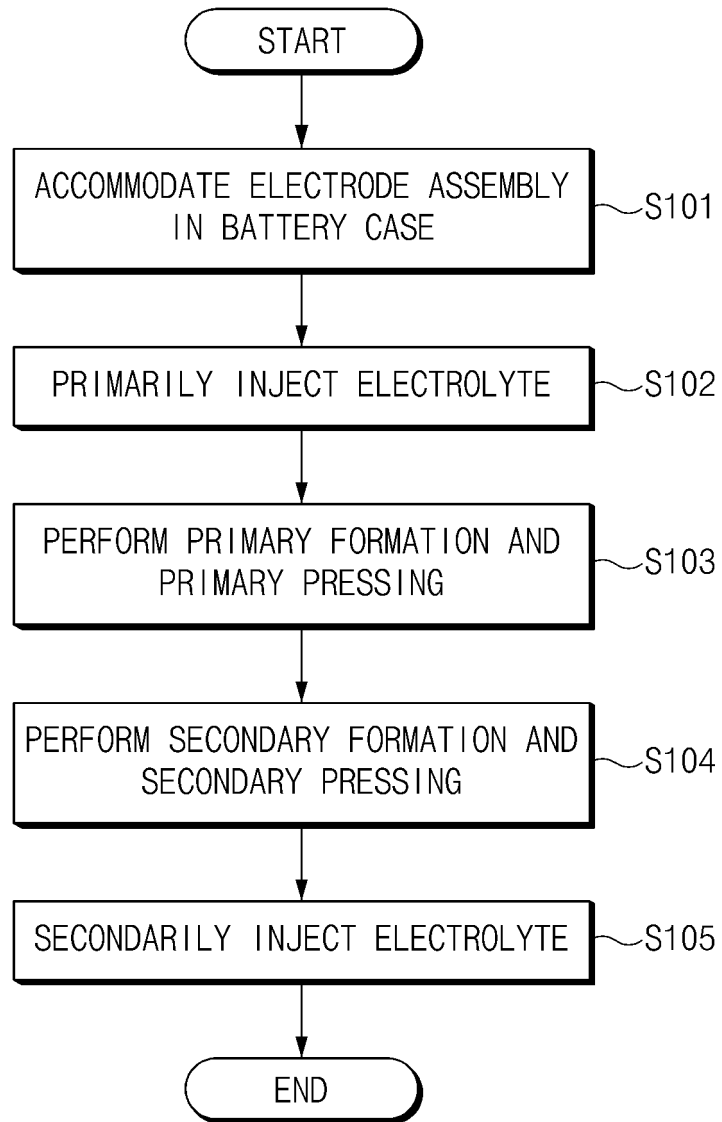 START
ACCOMMODATE ELECTRODE ASSEMBLY
IN BATTERY CASE
S101
PRIMARILY INJECT ELECTROLYTE
S102
PERFORM PRIMARY FORMATION AND
PRIMARY PRESSING
S103
PERFORM SECONDARY FORMATION AND
SECONDARY PRESSING
S104
SECONDARILY INJECT ELECTROLYTE
S105
END